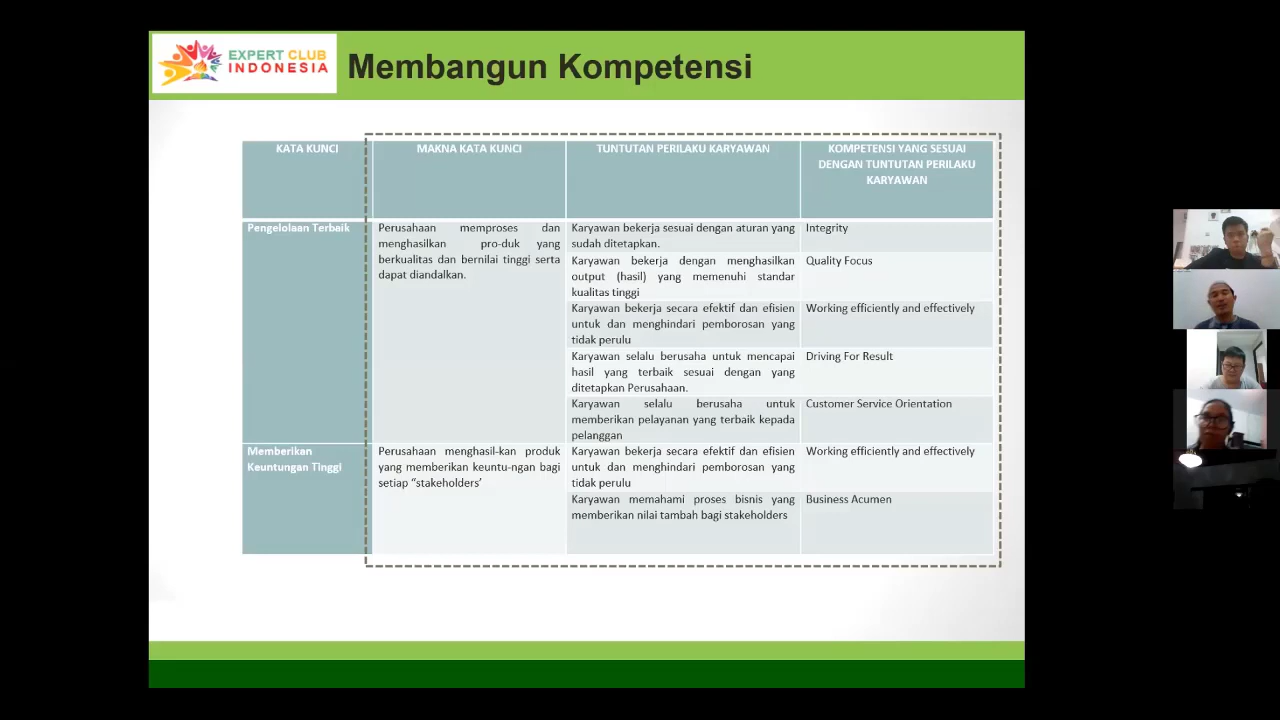 EXPERT CLUB
INDONESIA
Membangun Kompetensi
KATA KUNCI
MAKNA KATA KUNCI
TUNTUTAN PERILAKU KARYAWAN
KOMPETENSI YANG SESUAI
DENGAN TUNTUTAN PERILAKU
KARYAWAN
Pengelolaan Terbaik
Perusahaan memproses dan
menghasilkan pro-duk yang
berkualitas dan bernilai tinggi serta
dapat diandalkan.
Karyawan bekerja sesuai dengan aturan yang
sudah ditetapkan.
Integrity
Karyawan bekerja dengan menghasilkan
output (hasil) yang memenuhi standar
kualitas tinggi
Quality Focus
Karyawan bekerja secara efektif dan efisien
untuk dan menghindari pemborosan yang
tidak perulu
Working efficiently and effectively
Karyawan selalu berusaha untuk mencapai
hasil yang terbaik sesuai dengan yang
ditetapkan Perusahaan.
Driving For Result
Karyawan selalu berusaha untuk
memberikan pelayanan yang terbaik kepada
pelanggan
Customer Service Orientation
Memberikan
Keuntungan Tinggi
Perusahaan menghasil-kan produk
yang memberikan keuntu-ngan bagi
setiap “stakeholders’
Karyawan bekerja secara efektif dan efisien
untuk dan menghindari pemborosan yang
tidak perulu
Working efficiently and effectively
Karyawan memahami proses bisnis yang
memberikan nilai tambah bagi stakeholders
Business Acumen